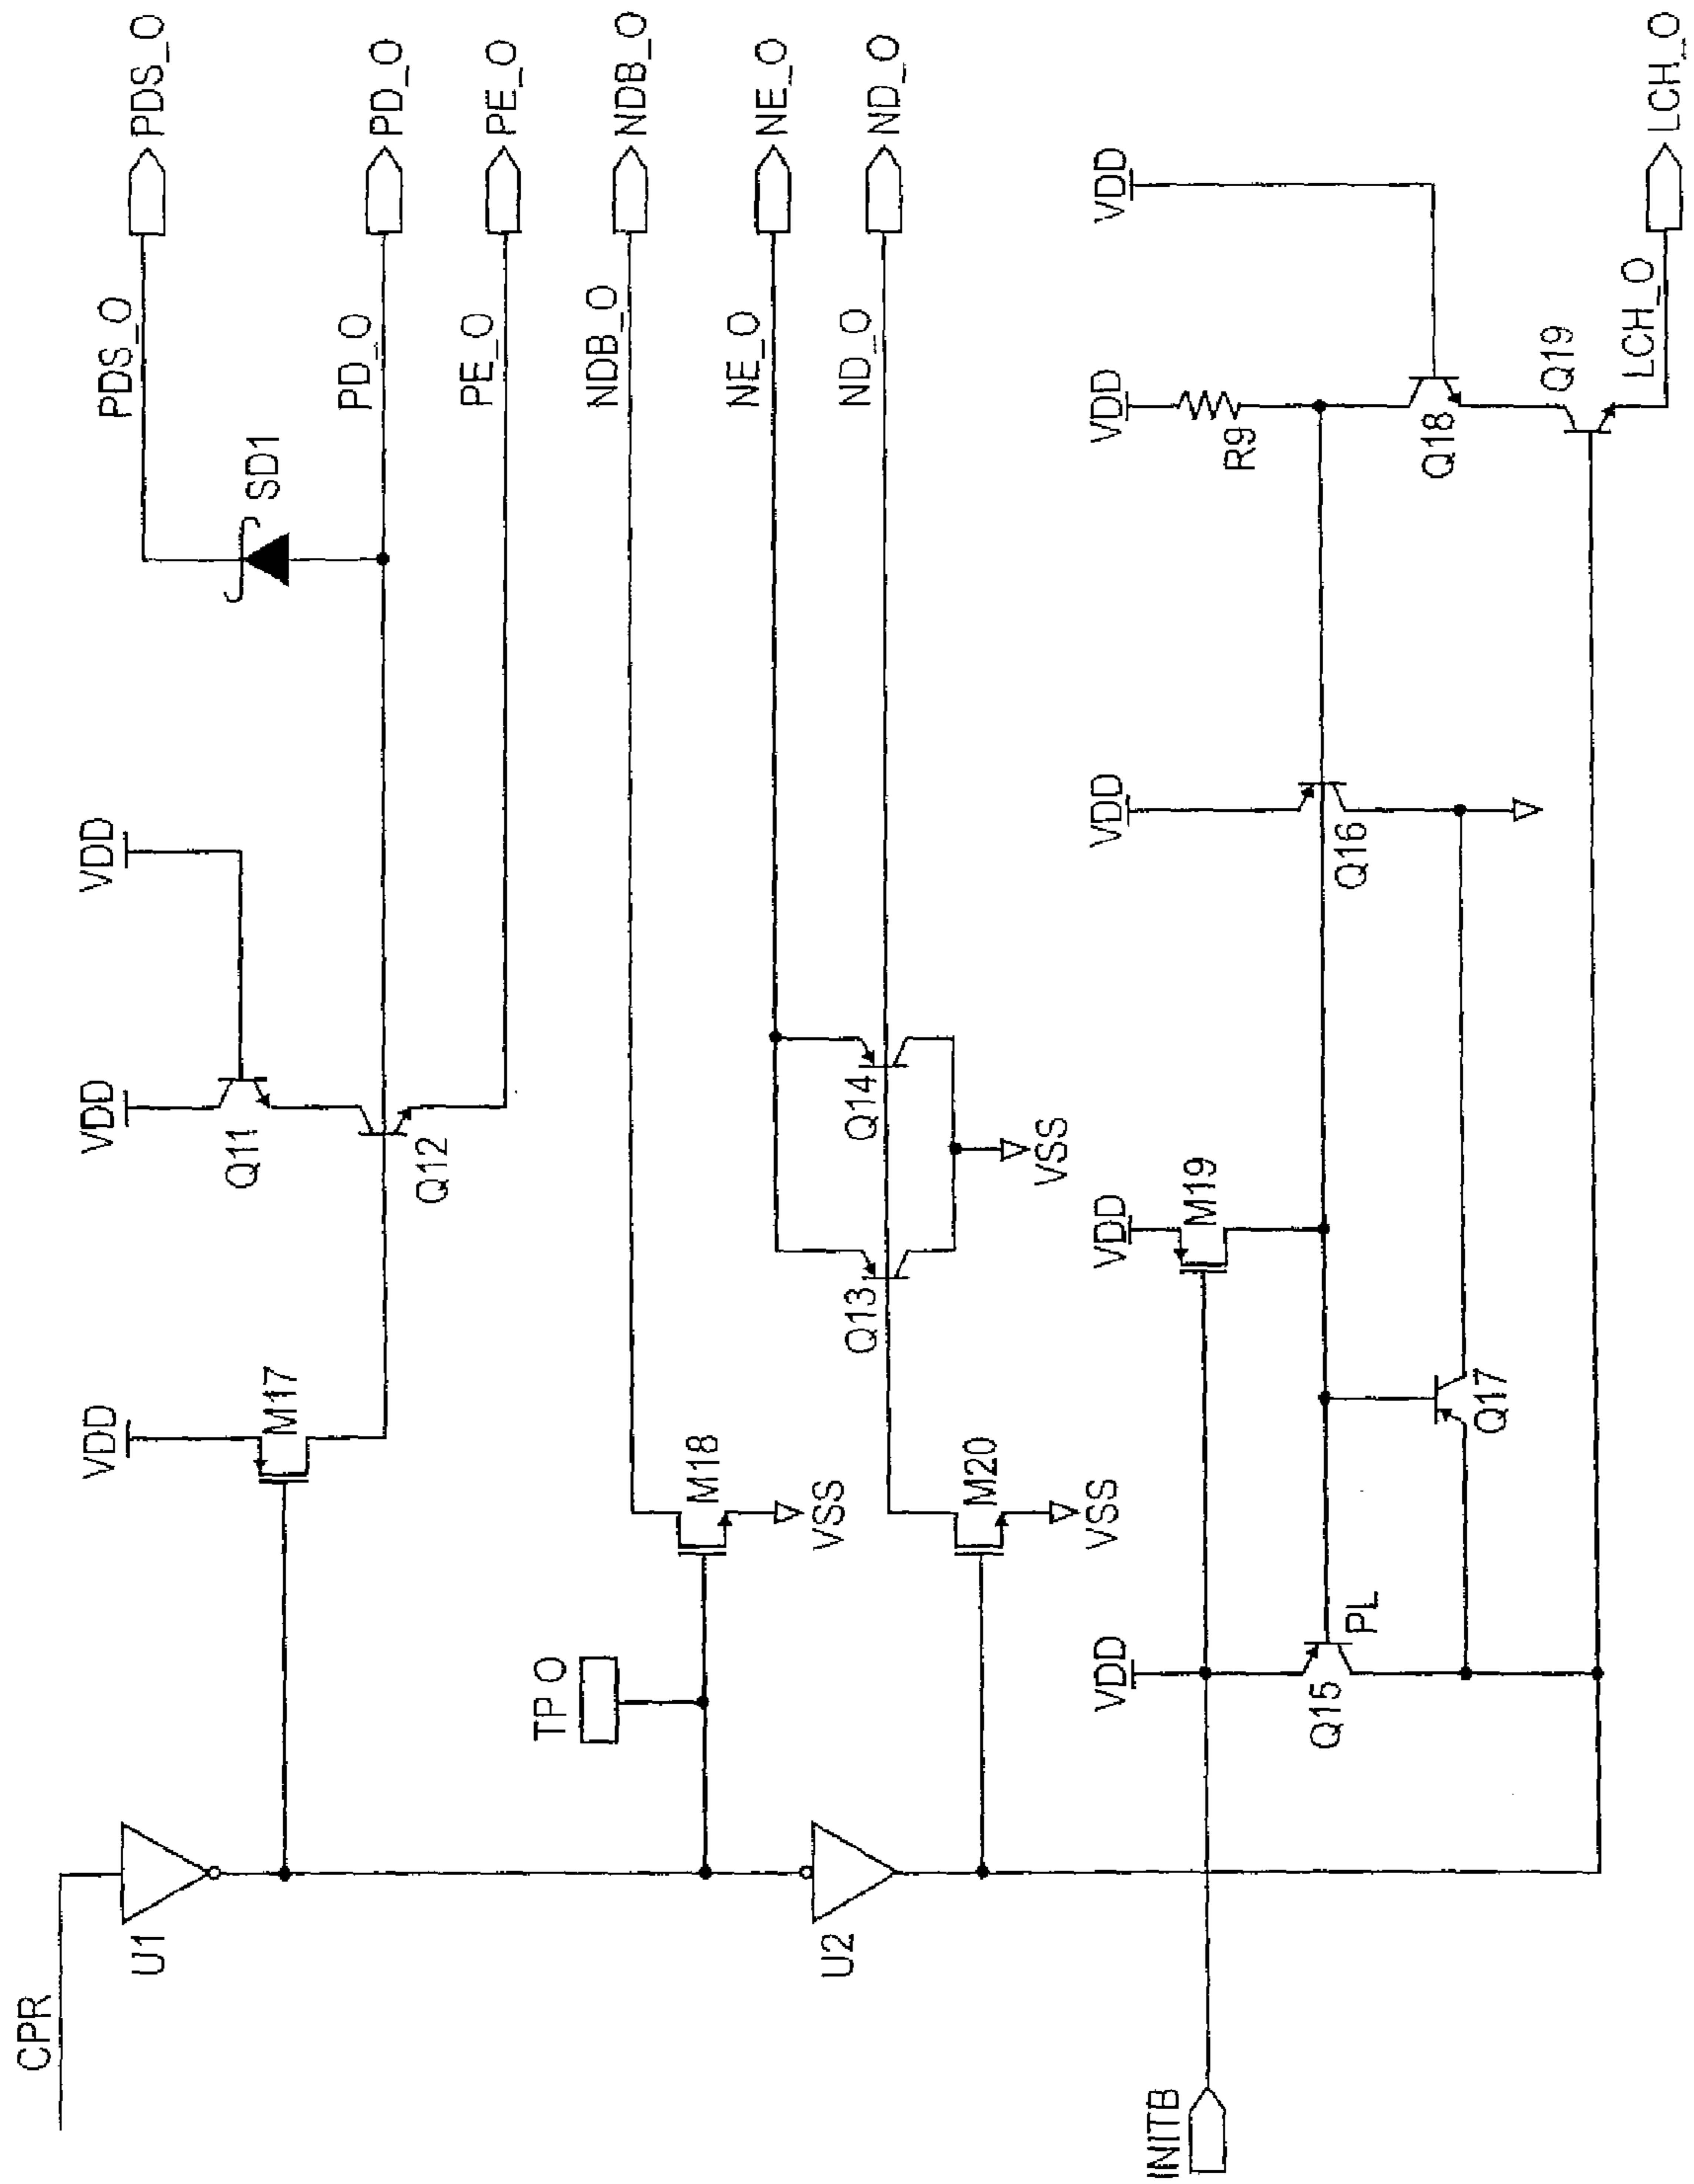 CPR
VDD
VDD
VDD
PDS_O
PDS_O
U1
Q11
SD1
M17
PD_O
PD_O
Q12
PE_O
PE_O
TP O
NDB_O
NDB_O
M18
NE_O
NE_O
VSS
U2
Q13
Q14
ND_O
ND_O
M20
VSS
VSS
VDD
VDD
VDD
VDD
VDD
INITB
M19
R9
Q15
PL
Q16
Q18
Q17
Q19
LCH_O
LCH_O